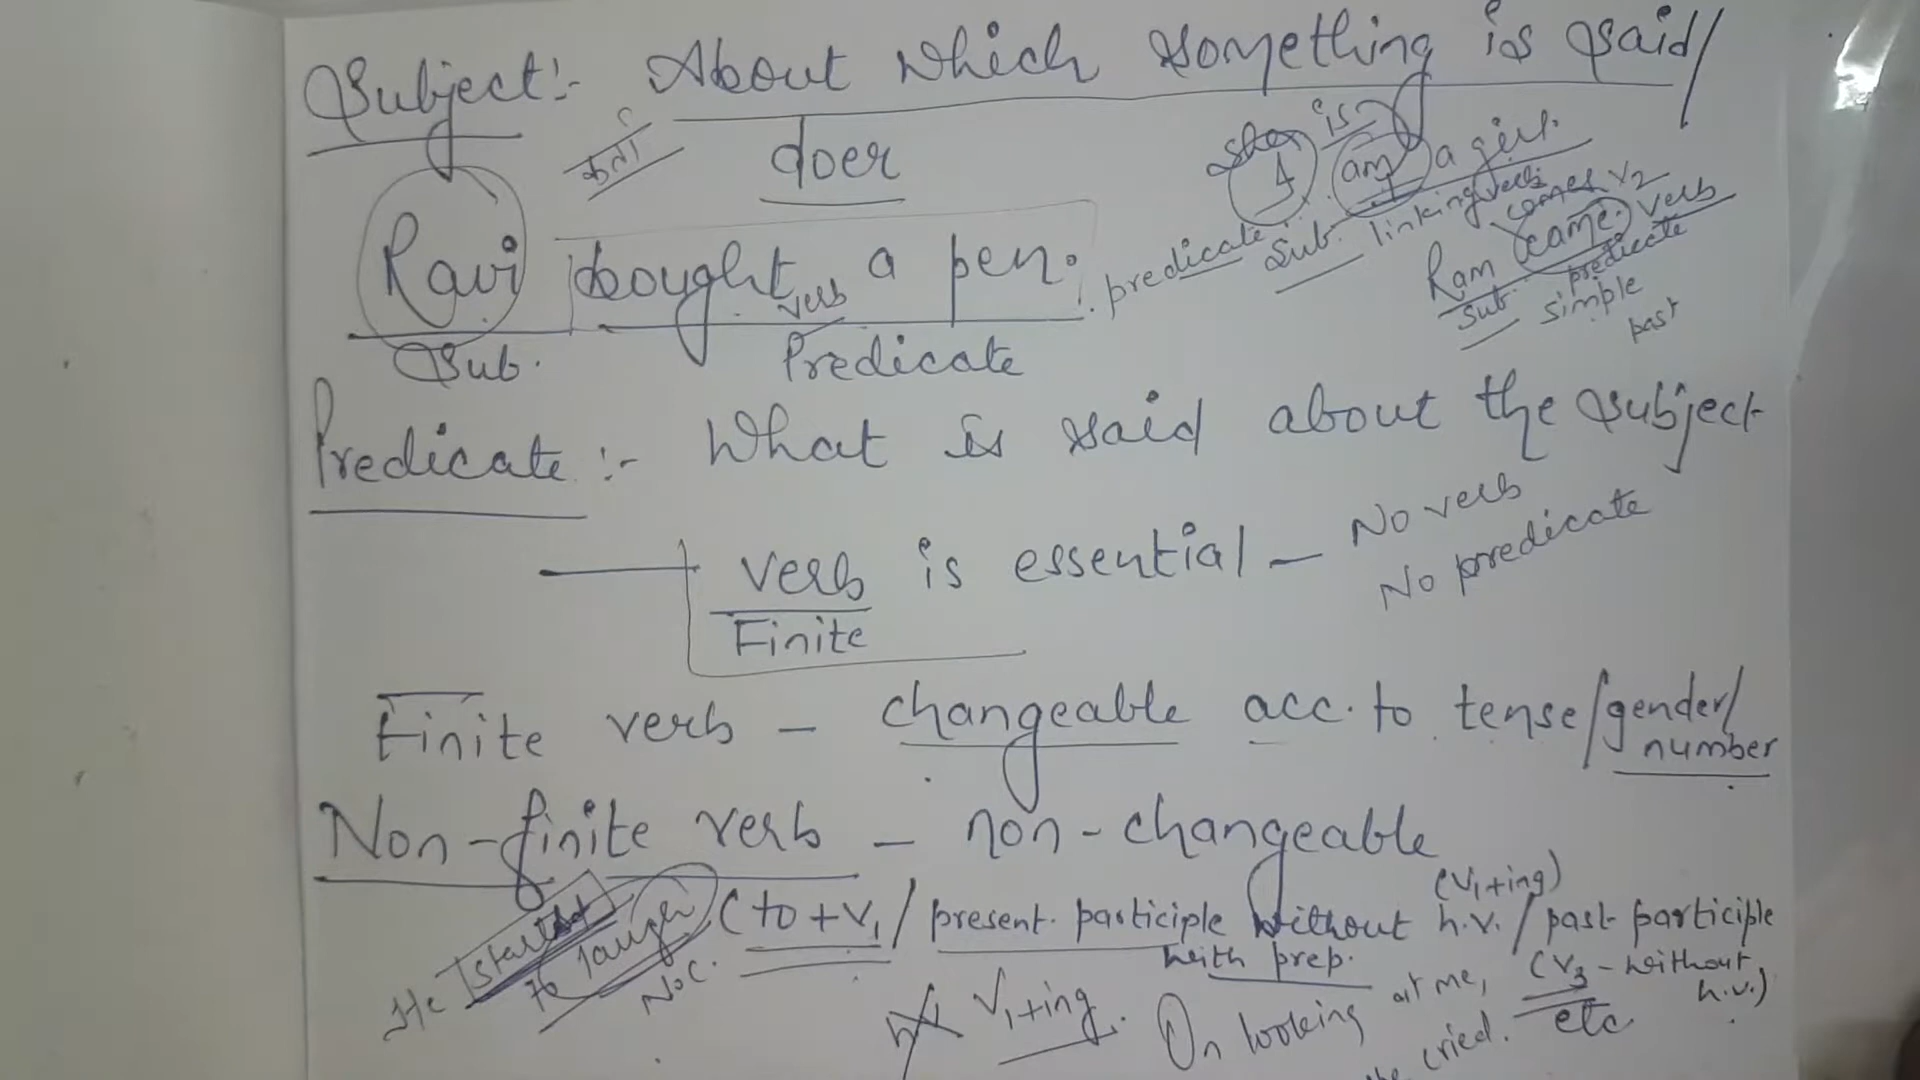 Subject :- About which something is said/
कर्ता
doer
She is
I am a girl.
Sub. linking verb
predicate
Ravi bought a pen.
verb
Sub. Predicate
comes V2
Ram came. verb
Sub. predicate
simple
past
Predicate :- What is said about the subject
verb is essential - No verb
No predicate
Finite
Finite verb - changeable acc. to tense/gender/
number
Non-finite verb - non-changeable
(V1+ing)
(to+V1/ present participle without h.v./past participle
with prep. (V3 - without
h.v.)
etc
He started
to laugh
V1+ing.
On looking at me,
cried.